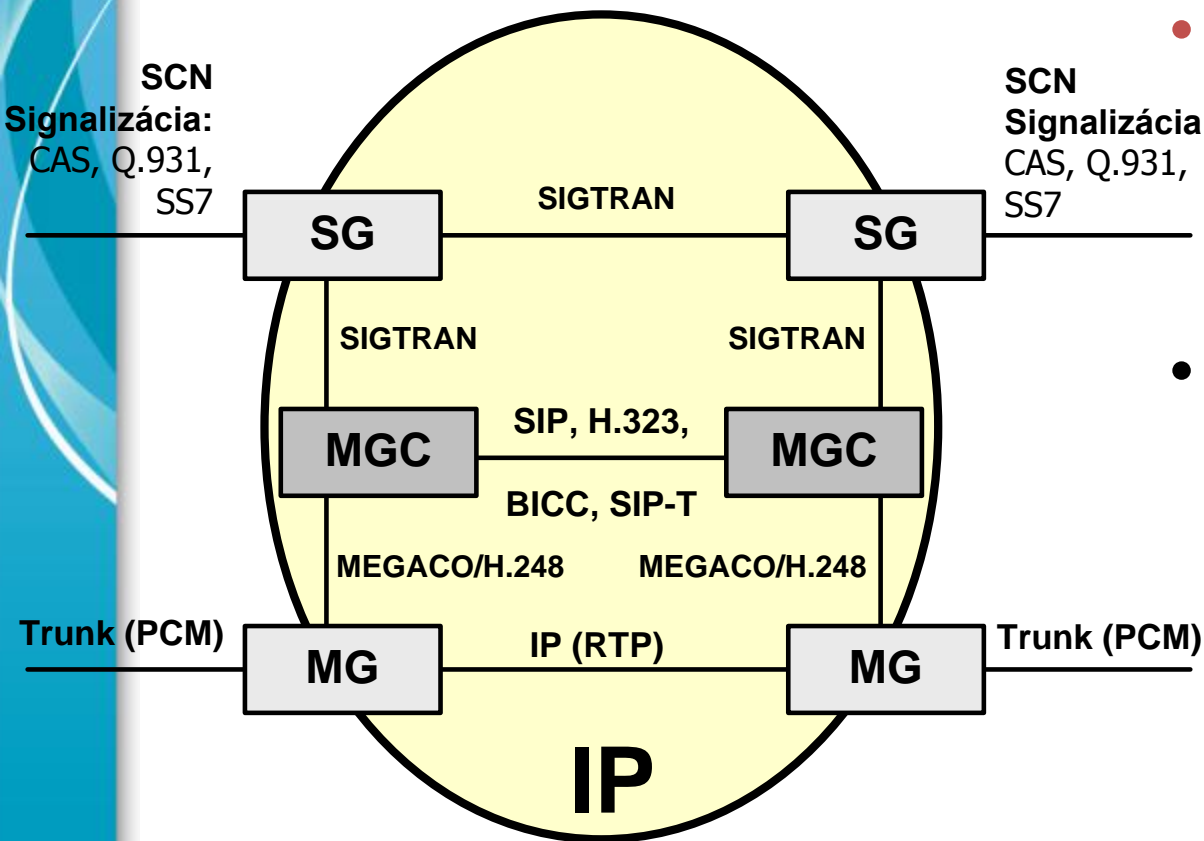 SCN
Signalizácia:
CAS, Q.931,
SS7
SCN
Signalizácia
CAS, Q.931,
SS7
SG
SIGTRAN
SG
SIGTRAN
SIGTRAN
MGC
SIP, H.323,
BICC, SIP-T
MGC
MEGACO/H.248
MEGACO/H.248
Trunk (PCM)
MG
IP (RTP)
MG
Trunk (PCM)
IP